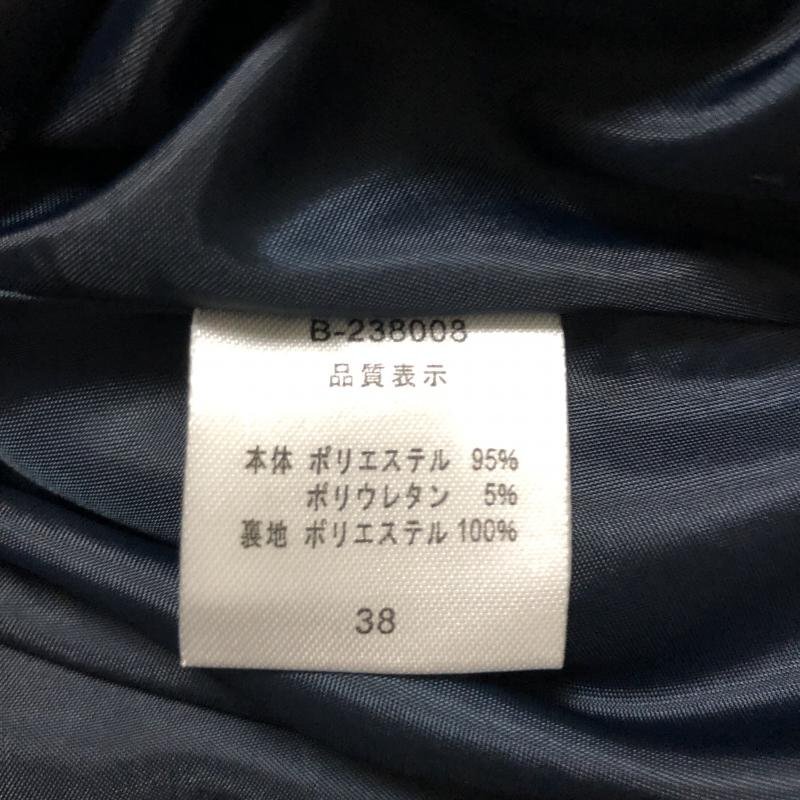 B-238008
品質表示
本体 ポリエステル 95%
ポリウレタン 5%
裏地 ポリエステル 100%
38